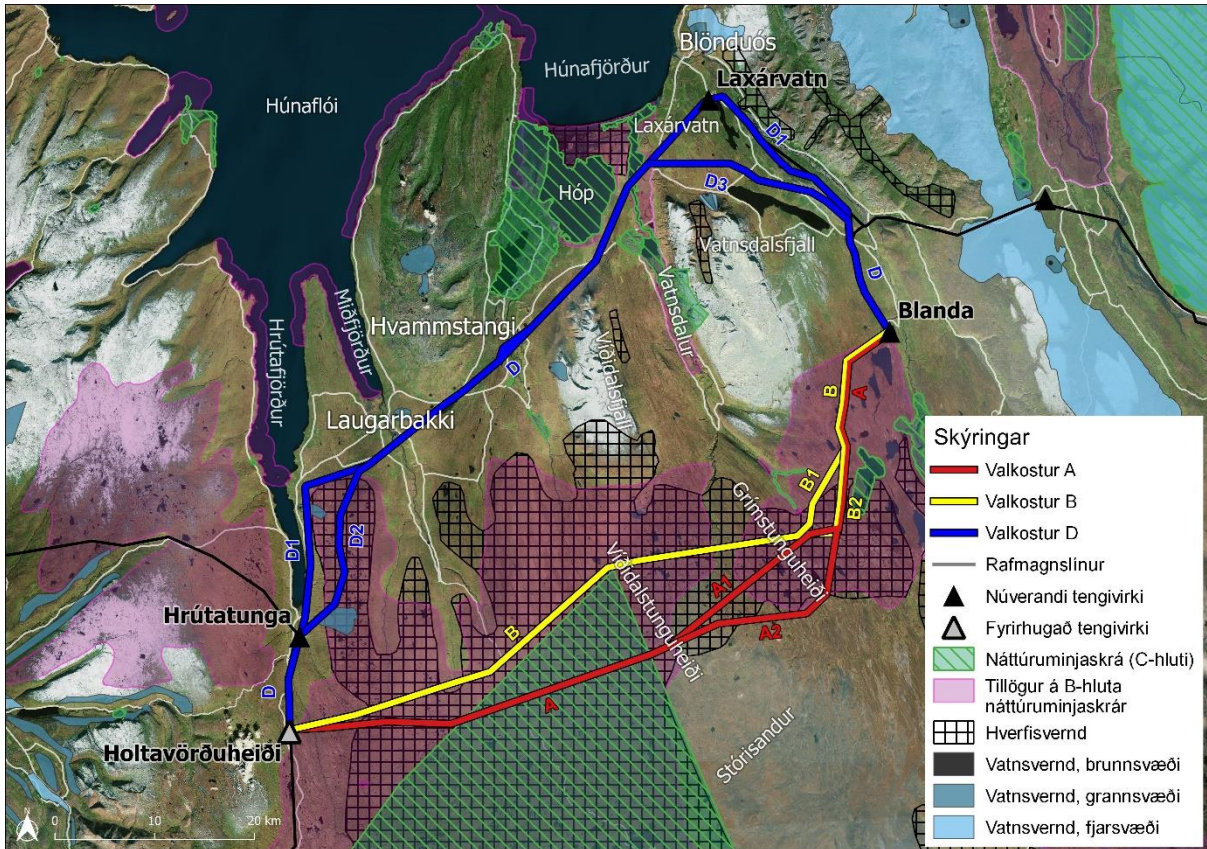 Blönduós
Laxárvatn
Húnafjörður
Húnaflói
Laxárvatn
D1
Hóp
D3
Vatnsdalsfjall
D
Vatnsdalur
Blanda
Miðfjörður
Hvammstangi
Hrútafjörður
D
Víðidalsfjall
B
A
Laugarbakki
B1
B2
D1
D2
Grímstunguheiði
Víðidalstunguheiði
A1
A2
Hrútatunga
B
D
A
Stórisandur
Holtavörðuheiði
N
0 10 20 km
Skýringar
Valkostur A
Valkostur B
Valkostur D
Rafmagnslínur
Núverandi tengivirki
Fyrirhugað tengivirki
Náttúruminjaskrá (C-hluti)
Tillögur á B-hluta
náttúruminjaskrár
Hverfisvernd
Vatnsvernd, brunnsvæði
Vatnsvernd, grannsvæði
Vatnsvernd, fjarsvæði